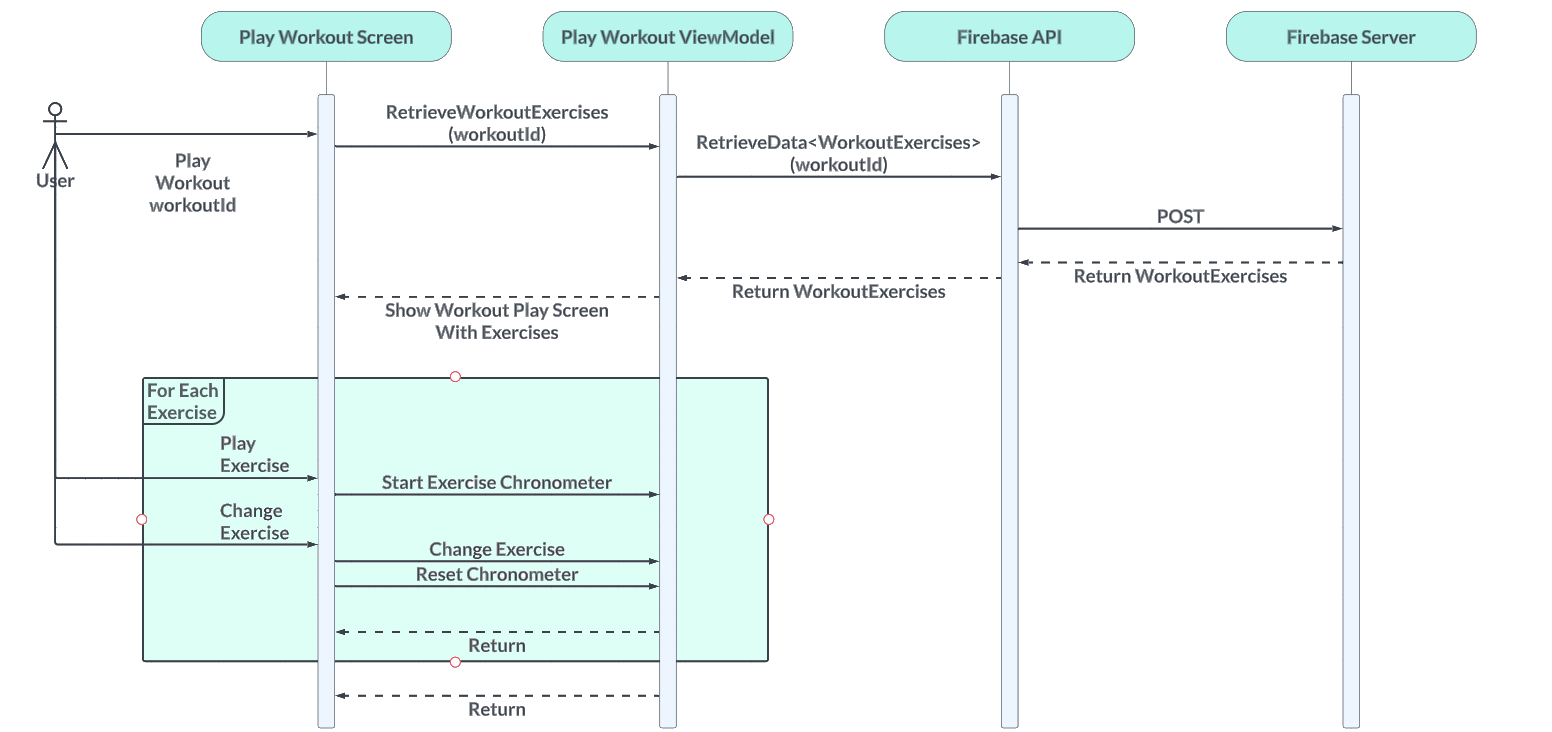 Play Workout Screen
Play Workout ViewModel
Firebase API
Firebase Server
User
Play
Workout
workoutId
RetrieveWorkoutExercises
(workoutId)
RetrieveData<WorkoutExercises>
(workoutId)
POST
Return WorkoutExercises
Return WorkoutExercises
Show Workout Play Screen
With Exercises
For Each
Exercise
Play
Exercise
Start Exercise Chronometer
Change
Exercise
Change Exercise
Reset Chronometer
Return
Return